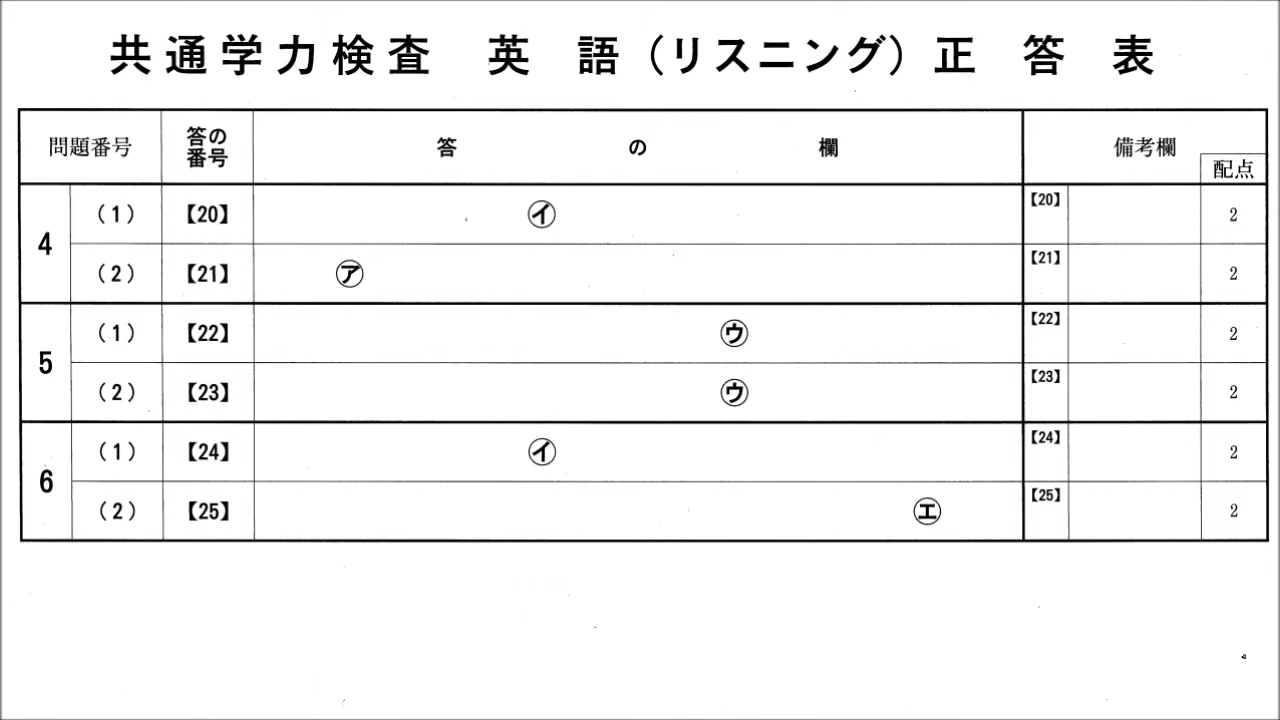 共通学力検査 英語（リスニング）正答表
問題番号 答の番号 答の欄 備考欄 配点
4 （1） 【20】 ㋑ 【20】 2
（2） 【21】 ㋐ 【21】 2
5 （1） 【22】 ㋒ 【22】 2
（2） 【23】 ㋒ 【23】 2
6 （1） 【24】 ㋑ 【24】 2
（2） 【25】 ㋓ 【25】 2